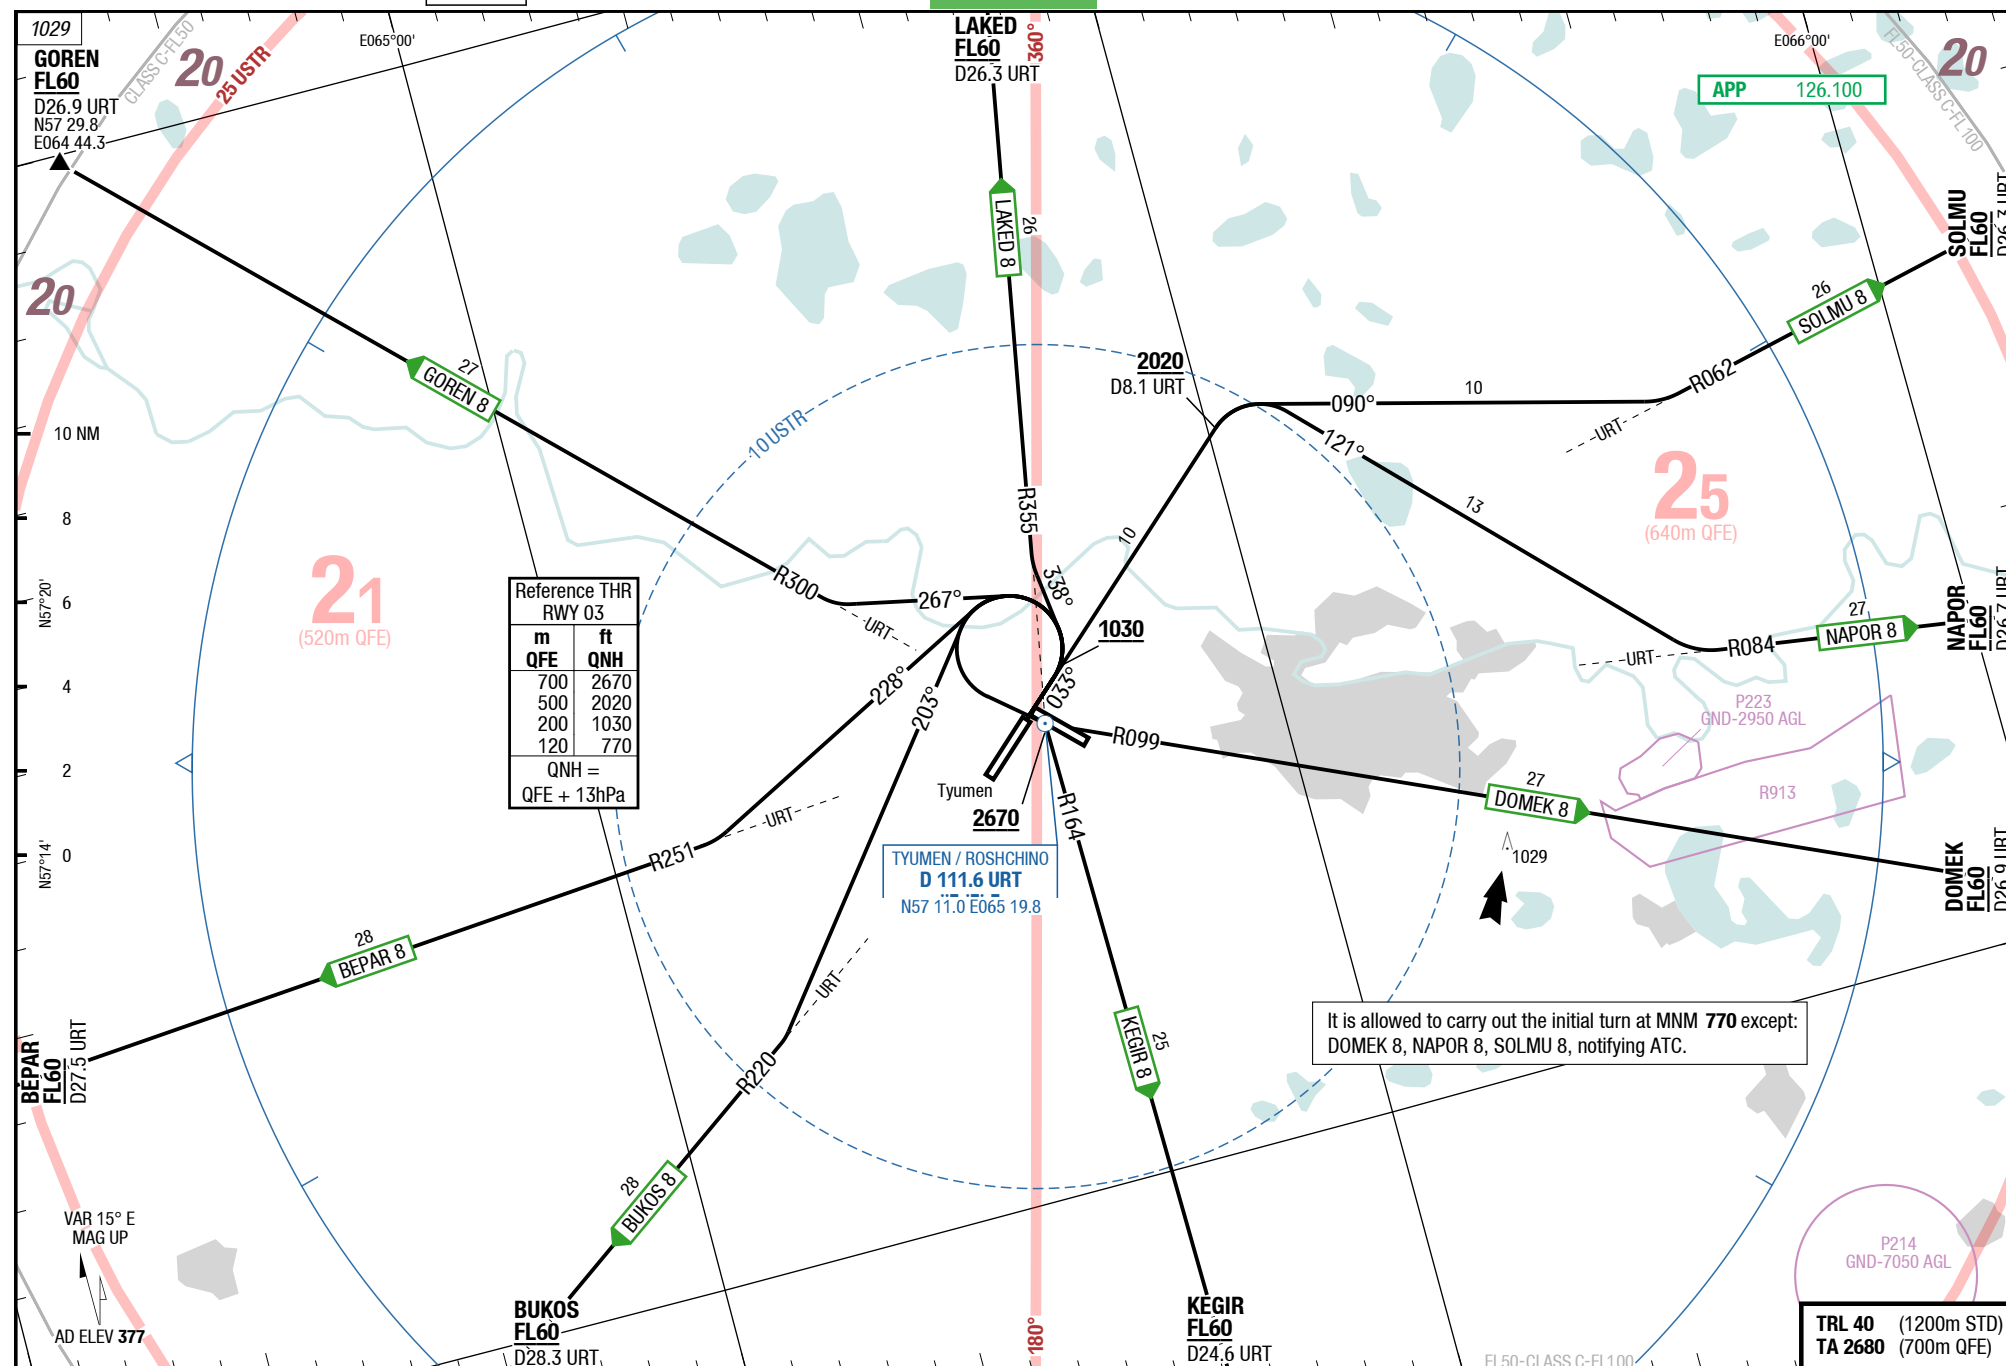 1029
GOREN
FL60
D26.9 URT
N57 29.8
E064 44.3
CLASS C-FL50
20
25 USTR
E065°00'
LAKED
FL60
D26.3 URT
360°
E066°00'
FL50-CLASS C-FL100
20
APP 126.100
SOLMU
FL60
D26.3 URT
20
LAKED 8
26
26
SOLMU 8
27
GOREN 8
2020
D8.1 URT
R062
10
090°
URT
121°
10 USTR
10 NM
8
6
4
2
0
N57°20'
N57°14'
R355
10
13
25
(640m QFE)
21
(520m QFE)
Reference THR
RWY 03
m ft
QFE QNH
700 2670
500 2020
200 1030
120 770
QNH =
QFE + 13hPa
R300
267°
URT
338°
1030
033°
228°
203°
NAPOR
FL60
D26.7 URT
27
NAPOR 8
R084
URT
P223
GND-2950 AGL
R913
R099
27
DOMEK 8
1029
DOMEK
FL60
D26.9 URT
Tyumen
2670
R164
TYUMEN / ROSHCHINO
D 111.6 URT
N57 11.0 E065 19.8
URT
R251
28
BEPAR 8
BEPAR
FL60
D27.5 URT
URT
R220
28
BUKOS 8
25
KEGIR 8
It is allowed to carry out the initial turn at MNM 770 except:
DOMEK 8, NAPOR 8, SOLMU 8, notifying ATC.
VAR 15° E
MAG UP
AD ELEV 377
BUKOS
FL60
D28.3 URT
180°
KEGIR
FL60
D24.6 URT
P214
GND-7050 AGL
FL50-CLASS C-FL100
TRL 40 (1200m STD)
TA 2680 (700m QFE)